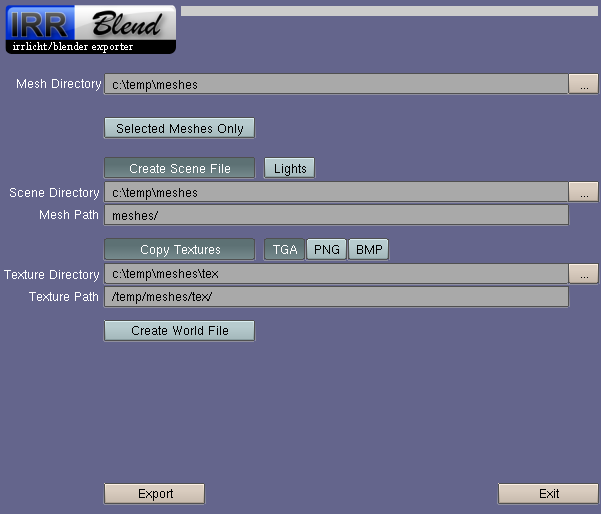 IRR Blend
irrlicht/blender exporter
Mesh Directory c:\temp\meshes ...
Selected Meshes Only
Create Scene File Lights
Scene Directory c:\temp\meshes ...
Mesh Path meshes/
Copy Textures TGA PNG BMP
Texture Directory c:\temp\meshes\tex ...
Texture Path /temp/meshes/tex/
Create World File
Export Exit